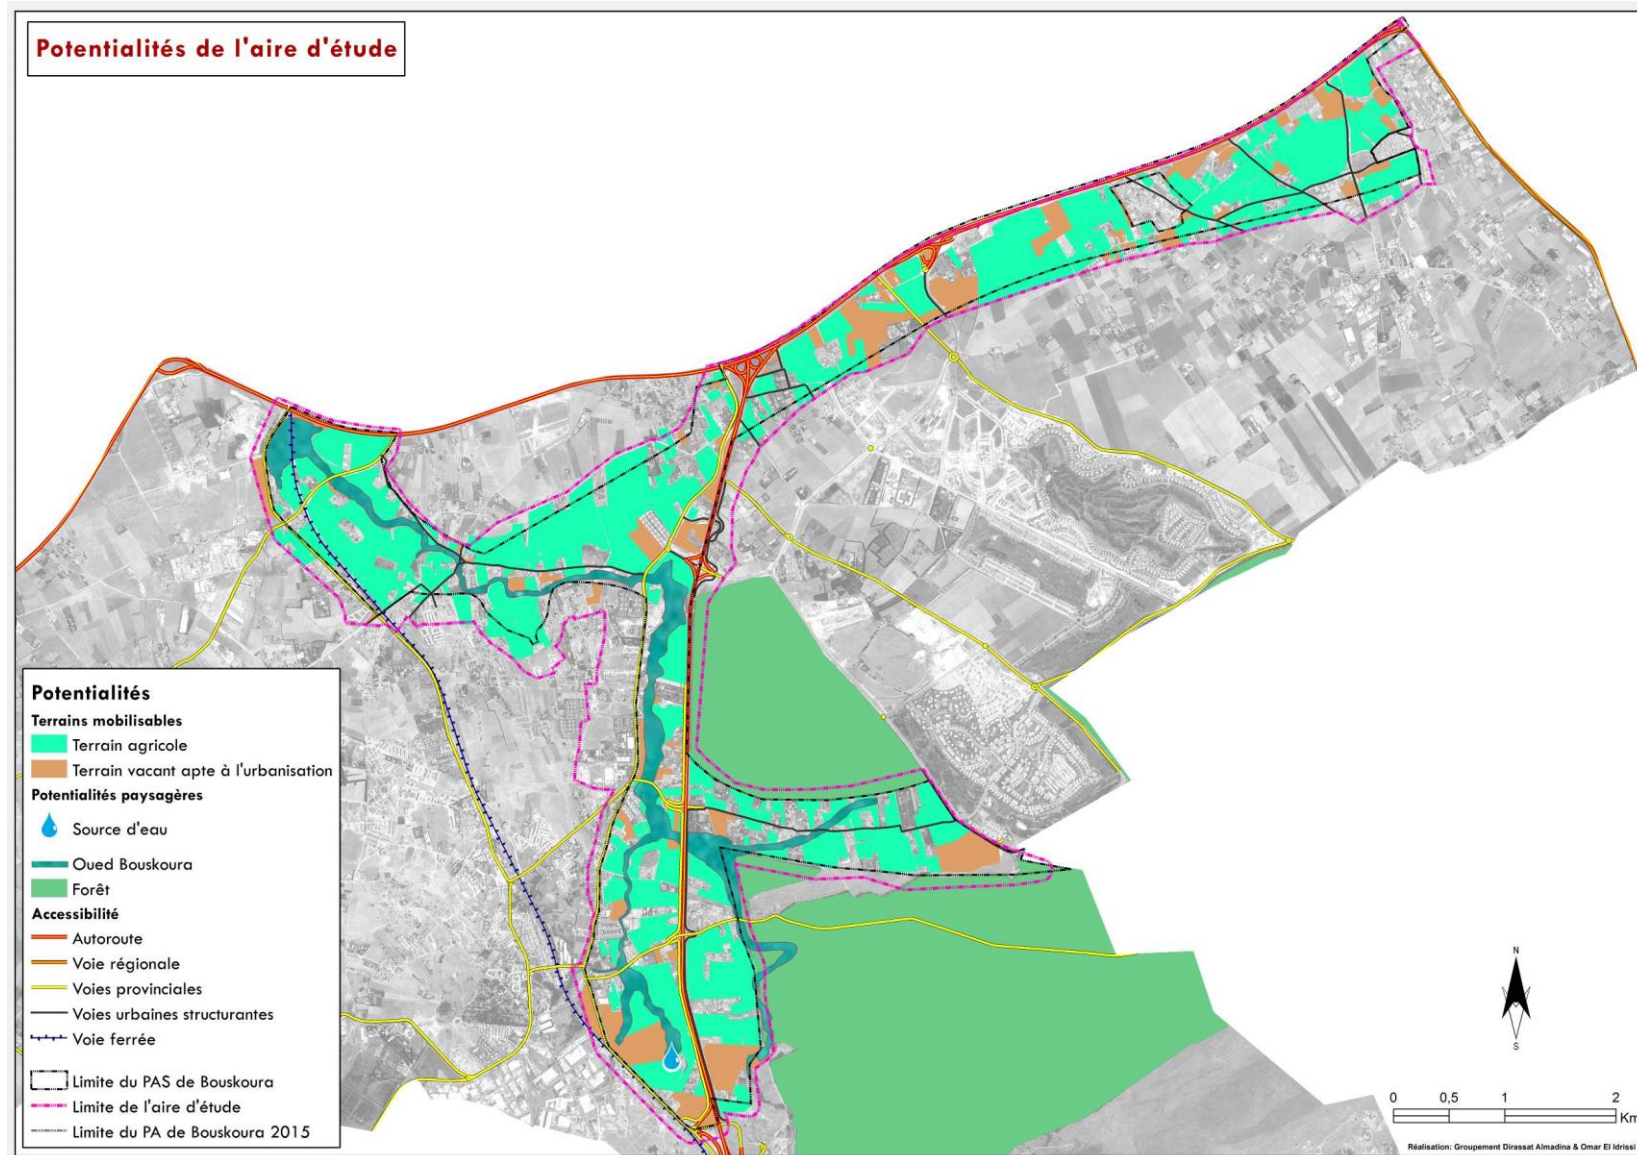 Potentialités de l'aire d'étude
Potentialités
Terrains mobilisables
Terrain agricole
Terrain vacant apte à l'urbanisation
Potentialités paysagères
Source d'eau
Oued Bouskoura
Forêt
Accessibilité
Autoroute
Voie régionale
Voies provinciales
Voies urbaines structurantes
Voie ferrée
Limite du PAS de Bouskoura
Limite de l'aire d'étude
Limite du PA de Bouskoura 2015
N
S
0 0,5 1 2
Km
Réalisation: Groupement Dirassat Almadina & Omar El Idrissi